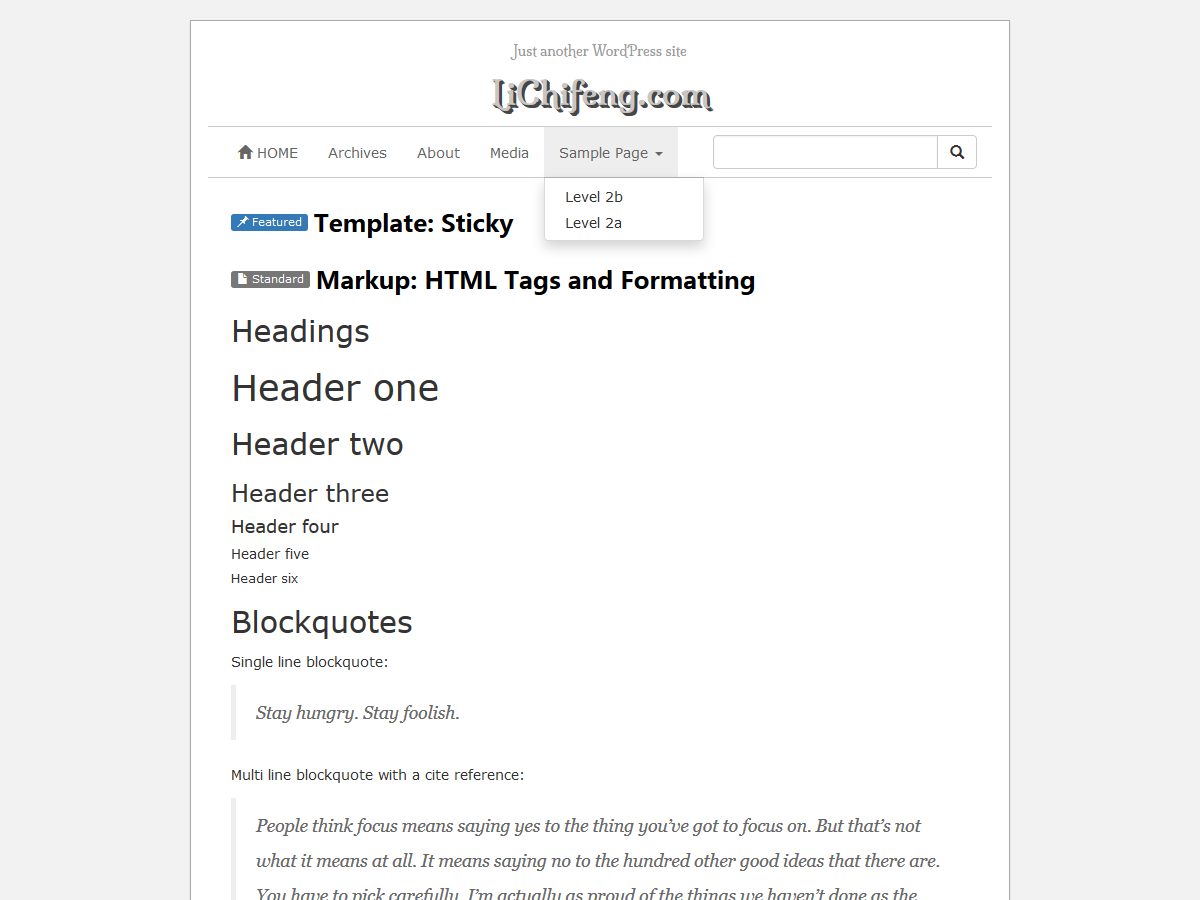 Just another WordPress site
LiChifeng.com
HOME Archives About Media Sample Page
Level 2b
Level 2a
Featured Template: Sticky
Standard Markup: HTML Tags and Formatting
Headings
Header one
Header two
Header three
Header four
Header five
Header six
Blockquotes
Single line blockquote:
Stay hungry. Stay foolish.
Multi line blockquote with a cite reference:
People think focus means saying yes to the thing you’ve got to focus on. But that’s not
what it means at all. It means saying no to the hundred other good ideas that there are.
You have to pick carefully. I’m actually as proud of the things we haven’t done as the